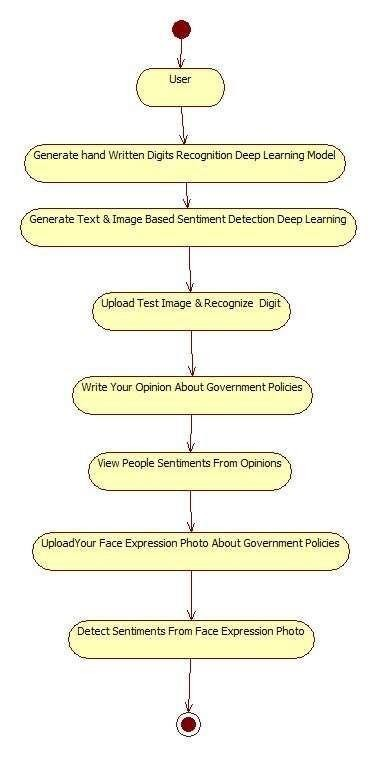 User
Generate hand Written Digits Recognition Deep Learning Model
Generate Text & Image Based Sentiment Detection Deep Learning
Upload Test Image & Recognize Digit
Write Your Opinion About Government Policies
View People Sentiments From Opinions
UploadYour Face Expression Photo About Government Policies
Detect Sentiments From Face Expression Photo